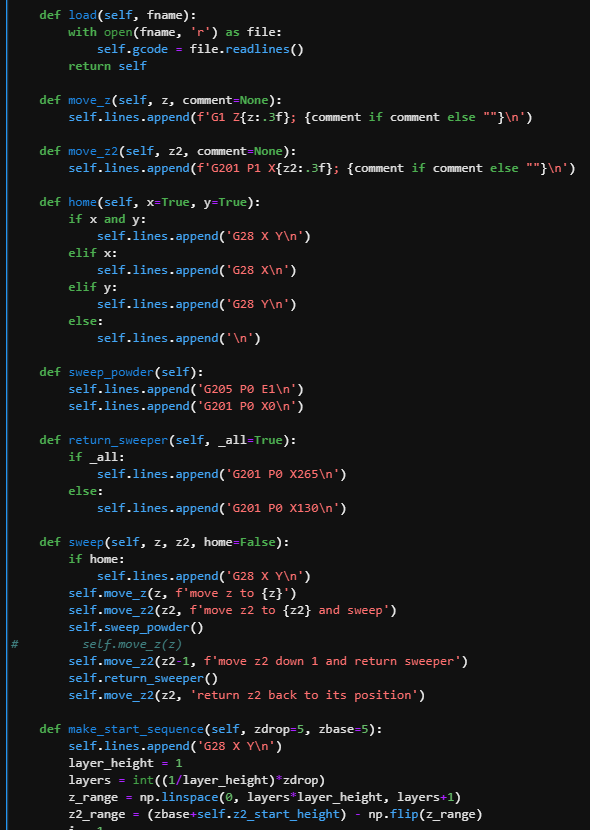 def load(self, fname):
        with open(fname, 'r') as file:
            self.gcode = file.readlines()
        return self

    def move_z(self, z, comment=None):
        self.lines.append(f'G1 Z{z:.3f}; {comment if comment else ""}\n')

    def move_z2(self, z2, comment=None):
        self.lines.append(f'G201 P1 X{z2:.3f}; {comment if comment else ""}\n')

    def home(self, x=True, y=True):
        if x and y:
            self.lines.append('G28 X Y\n')
        elif x:
            self.lines.append('G28 X\n')
        elif y:
            self.lines.append('G28 Y\n')
        else:
            self.lines.append('\n')

    def sweep_powder(self):
        self.lines.append('G205 P0 E1\n')
        self.lines.append('G201 P0 X0\n')

    def return_sweeper(self, _all=True):
        if _all:
            self.lines.append('G201 P0 X265\n')
        else:
            self.lines.append('G201 P0 X130\n')

    def sweep(self, z, z2, home=False):
        if home:
            self.lines.append('G28 X Y\n')
        self.move_z(z, f'move z to {z}')
        self.move_z2(z2, f'move z2 to {z2} and sweep')
        self.sweep_powder()
#         self.move_z(z)
        self.move_z2(z2-1, f'move z2 down 1 and return sweeper')
        self.return_sweeper()
        self.move_z2(z2, 'return z2 back to its position')

    def make_start_sequence(self, zdrop=5, zbase=5):
        self.lines.append('G28 X Y\n')
        layer_height = 1
        layers = int((1/layer_height)*zdrop)
        z_range = np.linspace(0, layers*layer_height, layers+1)
        z2_range = (zbase+self.z2_start_height) - np.flip(z_range)